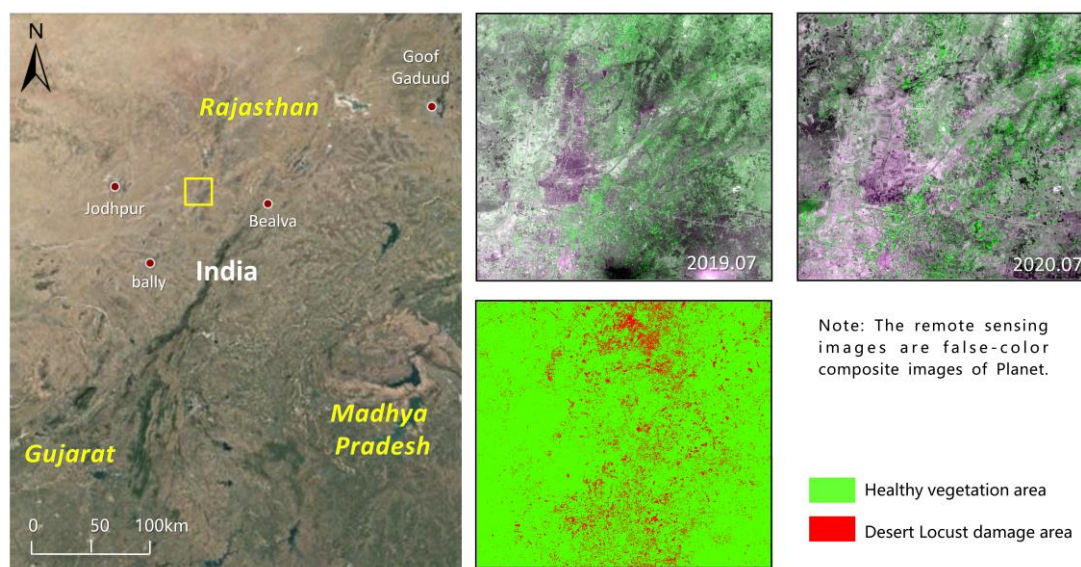 N
Goof
Gaduud
Rajasthan
Jodhpur
Bealva
India
bally
Madhya
Pradesh
Gujarat
0 50 100km
2019.07
2020.07
Note: The remote sensing
images are false-color
composite images of Planet.
Healthy vegetation area
Desert Locust damage area